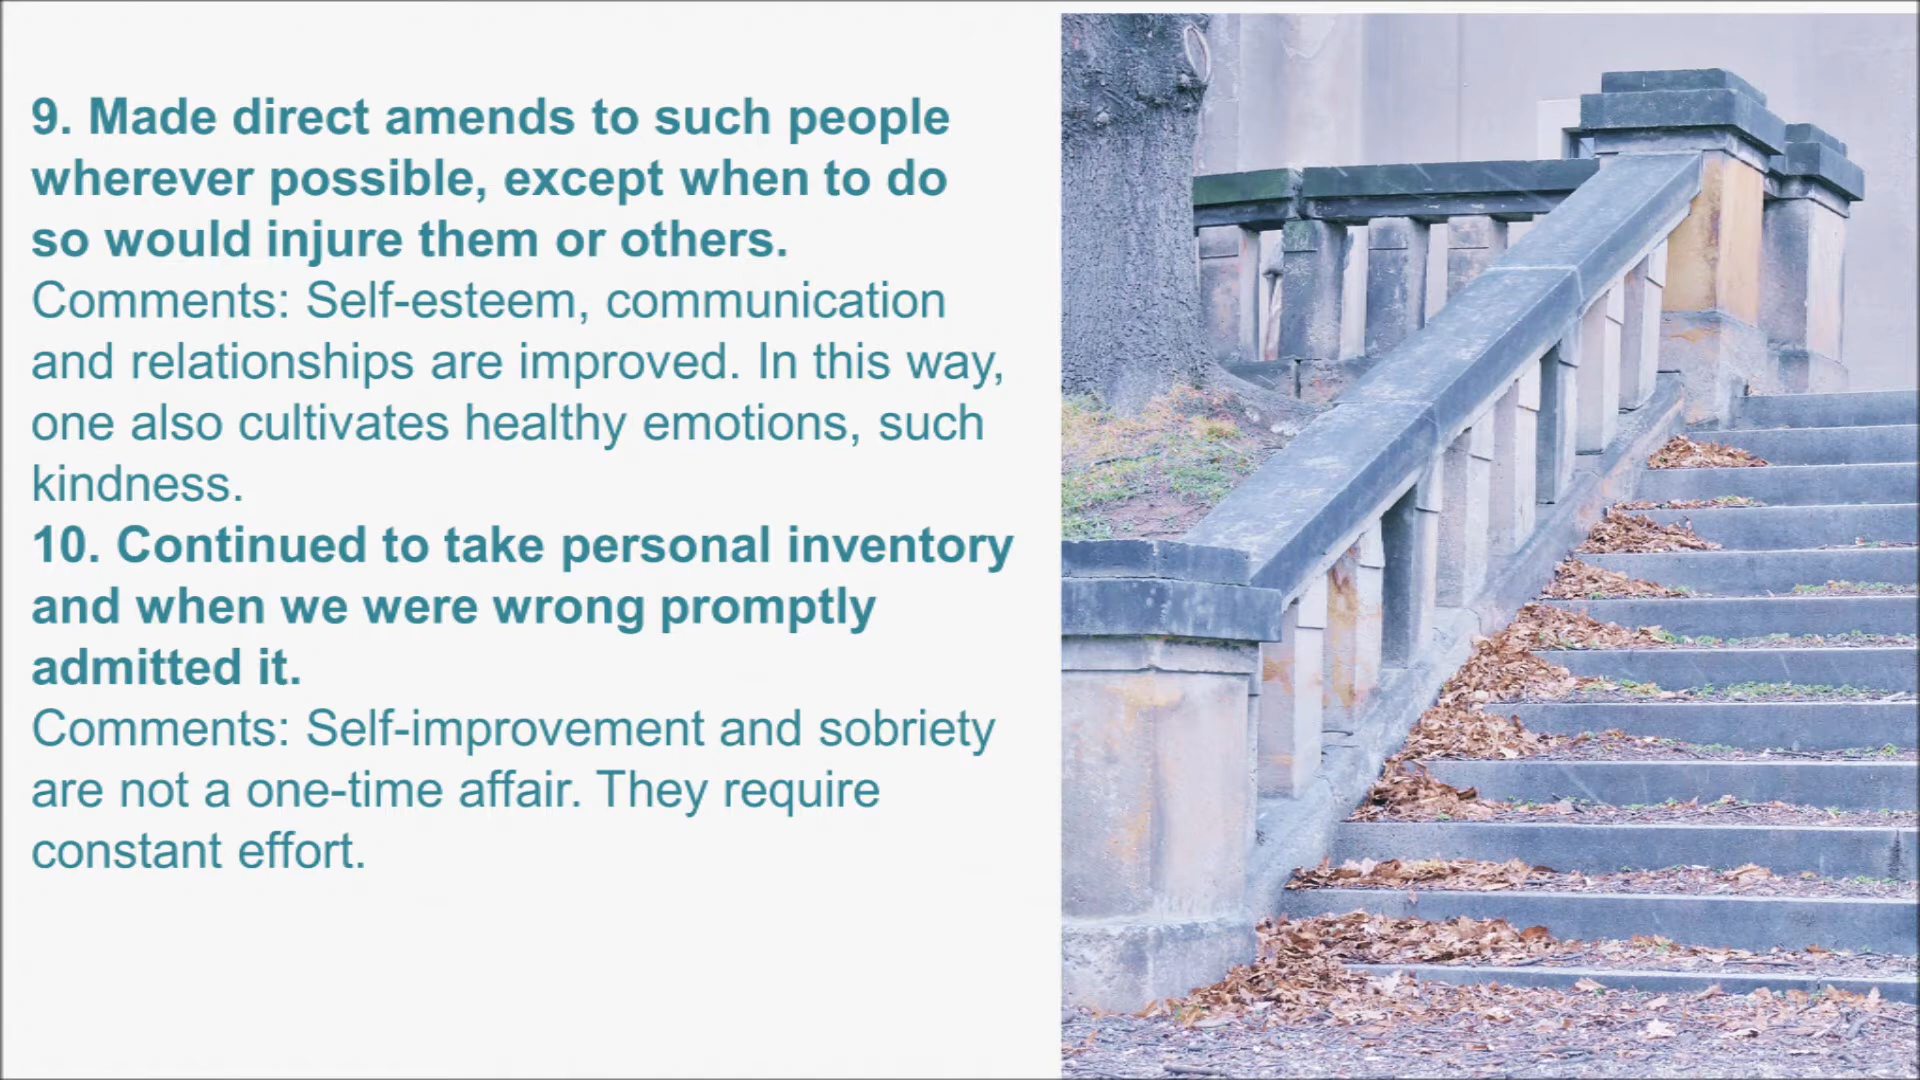 9. Made direct amends to such people
wherever possible, except when to do
so would injure them or others.
Comments: Self-esteem, communication
and relationships are improved. In this way,
one also cultivates healthy emotions, such
kindness.
10. Continued to take personal inventory
and when we were wrong promptly
admitted it.
Comments: Self-improvement and sobriety
are not a one-time affair. They require
constant effort.